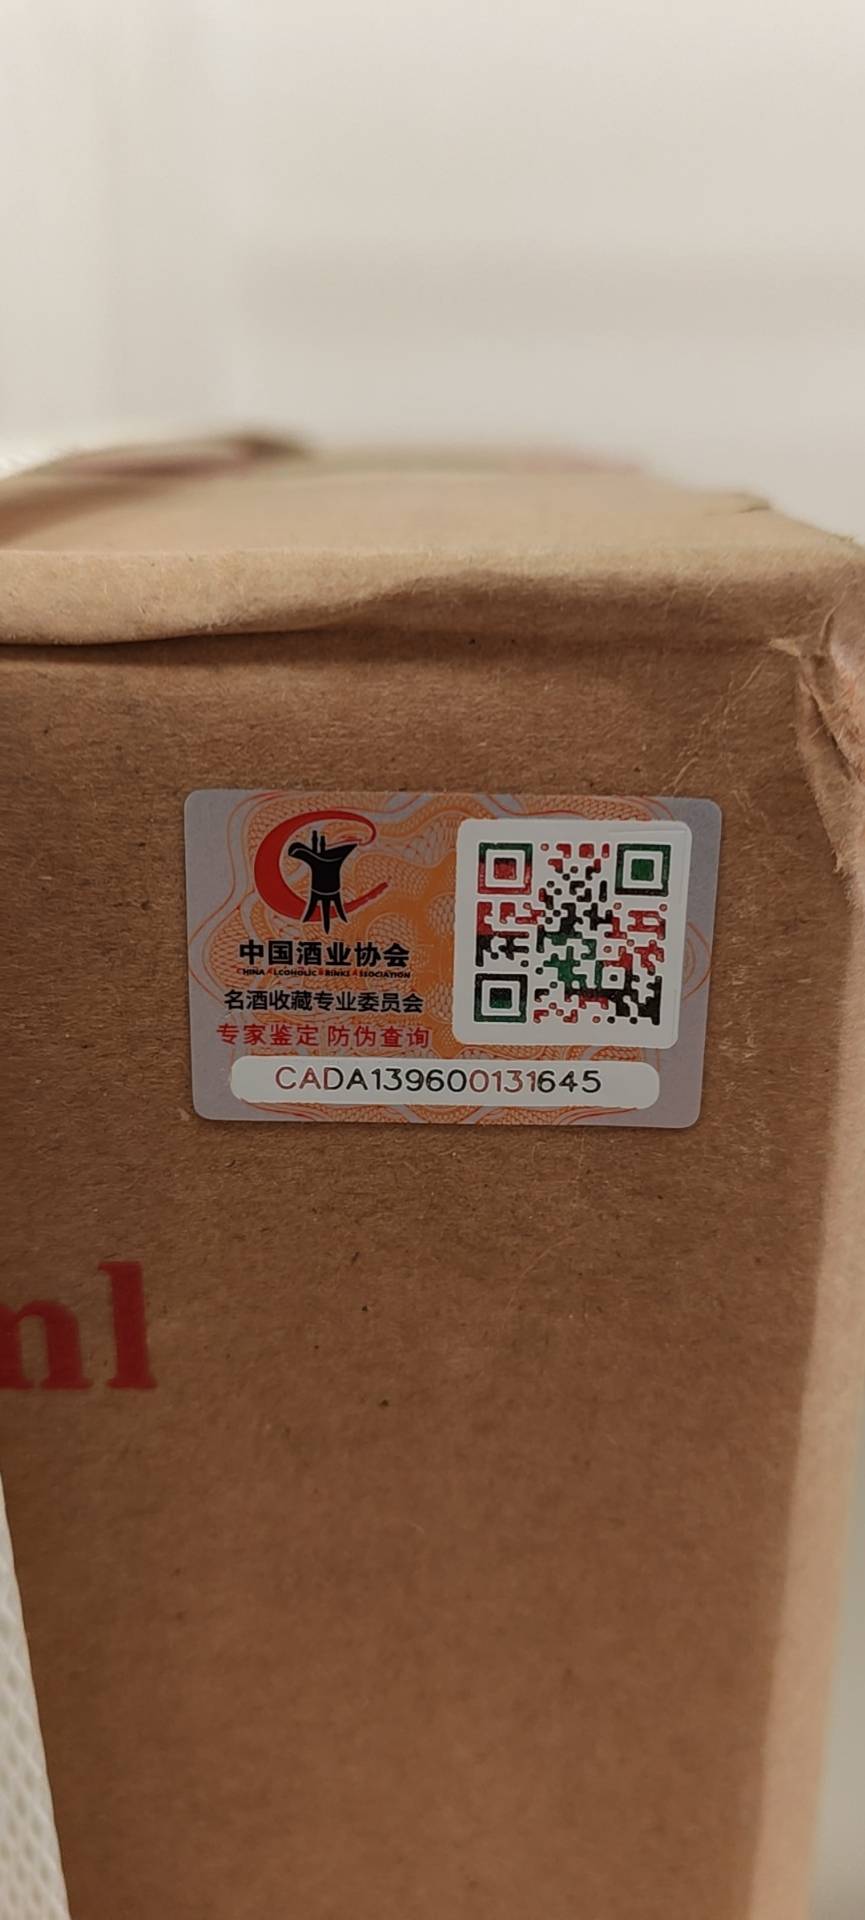 中国酒业协会
CHINA ALCOHOLIC DRINKS ASSOCIATION
名酒收藏专业委员会
专家鉴定 防伪查询
CADA139600131645
ml